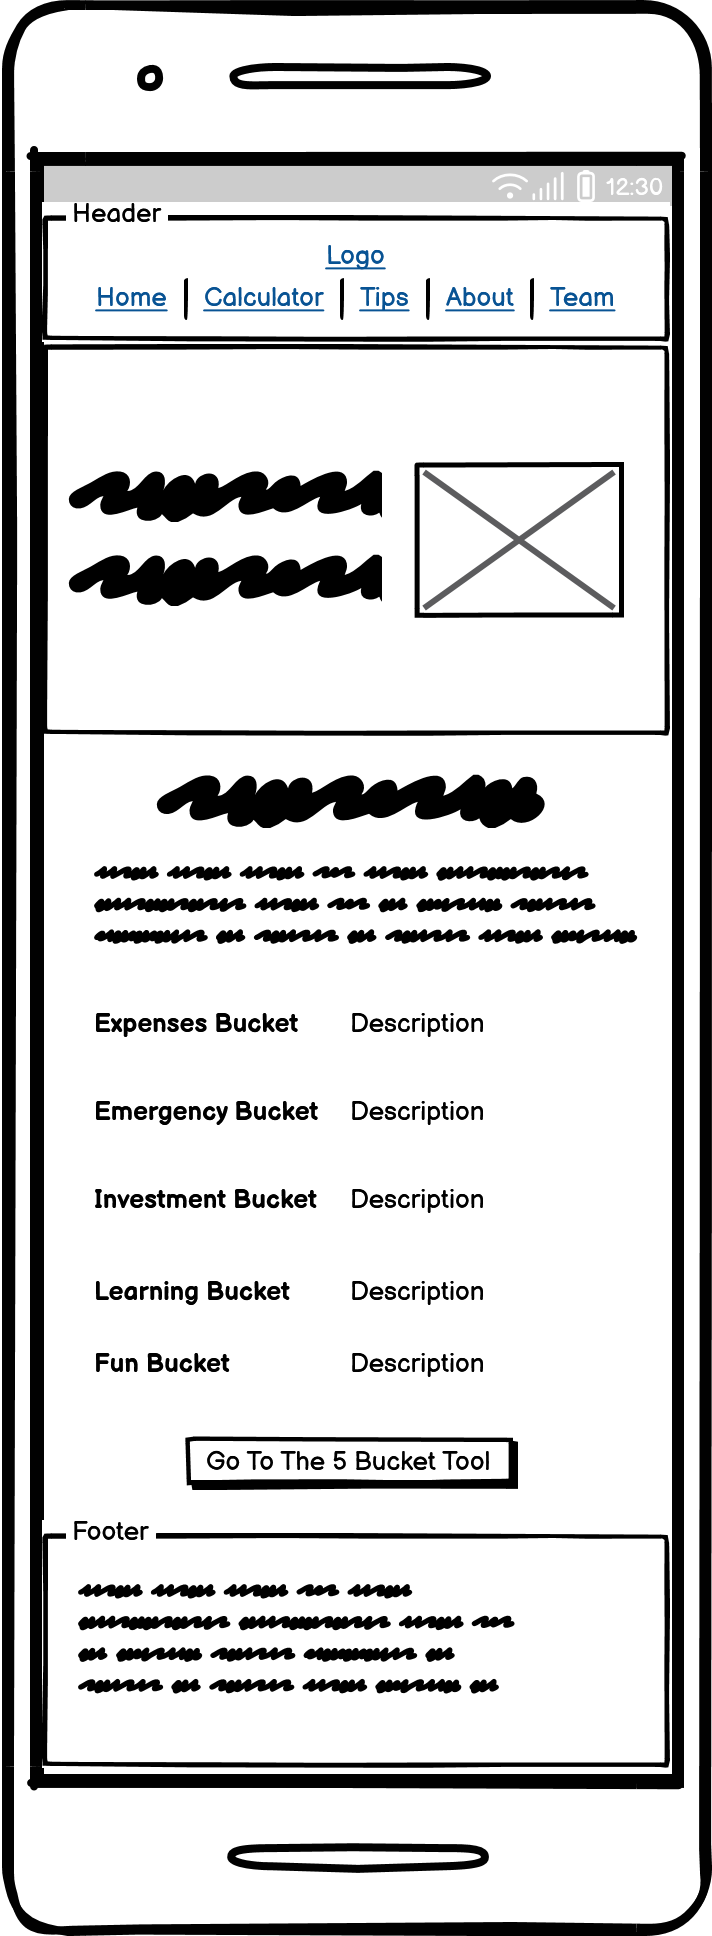 12:30
Header
Logo
Home | Calculator | Tips | About | Team
Expenses Bucket Description
Emergency Bucket Description
Investment Bucket Description
Learning Bucket Description
Fun Bucket Description
Go To The 5 Bucket Tool
Footer